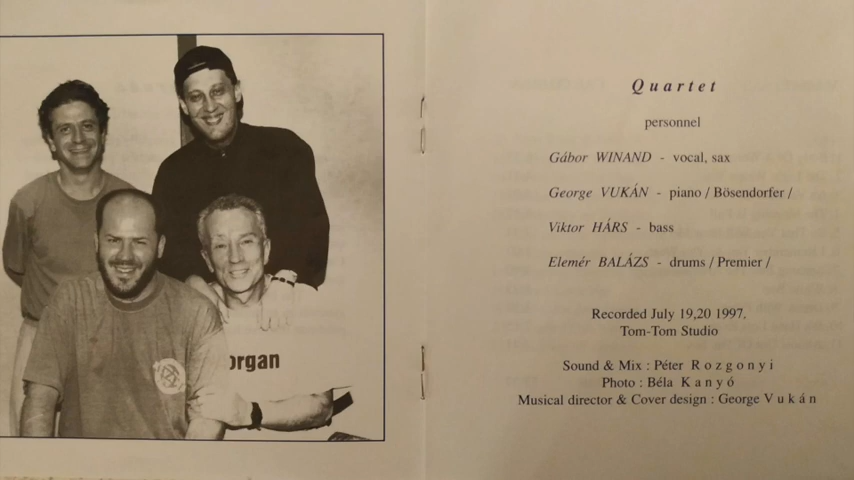 organ
Quartet
personnel
Gábor WINAND - vocal, sax
George VUKÁN - piano / Bösendorfer /
Viktor HÁRS - bass
Elemér BALÁZS - drums / Premier /
Recorded July 19,20 1997.
Tom-Tom Studio
Sound & Mix : Péter Rozgonyi
Photo : Béla Kanyó
Musical director & Cover design : George Vukán